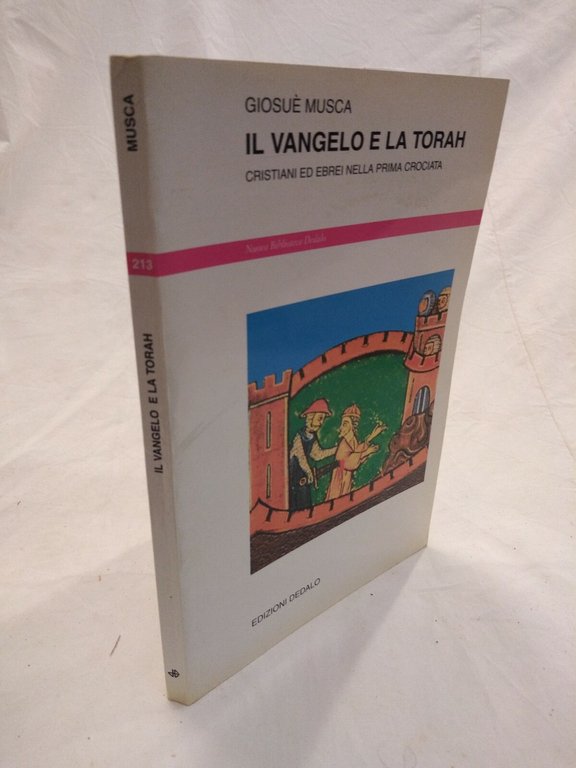 MUSCA
213
IL VANGELO E LA TORAH
GIOSUÈ MUSCA
IL VANGELO E LA TORAH
CRISTIANI ED EBREI NELLA PRIMA CROCIATA
Nuova Biblioteca Dedalo
EDIZIONI DEDALO